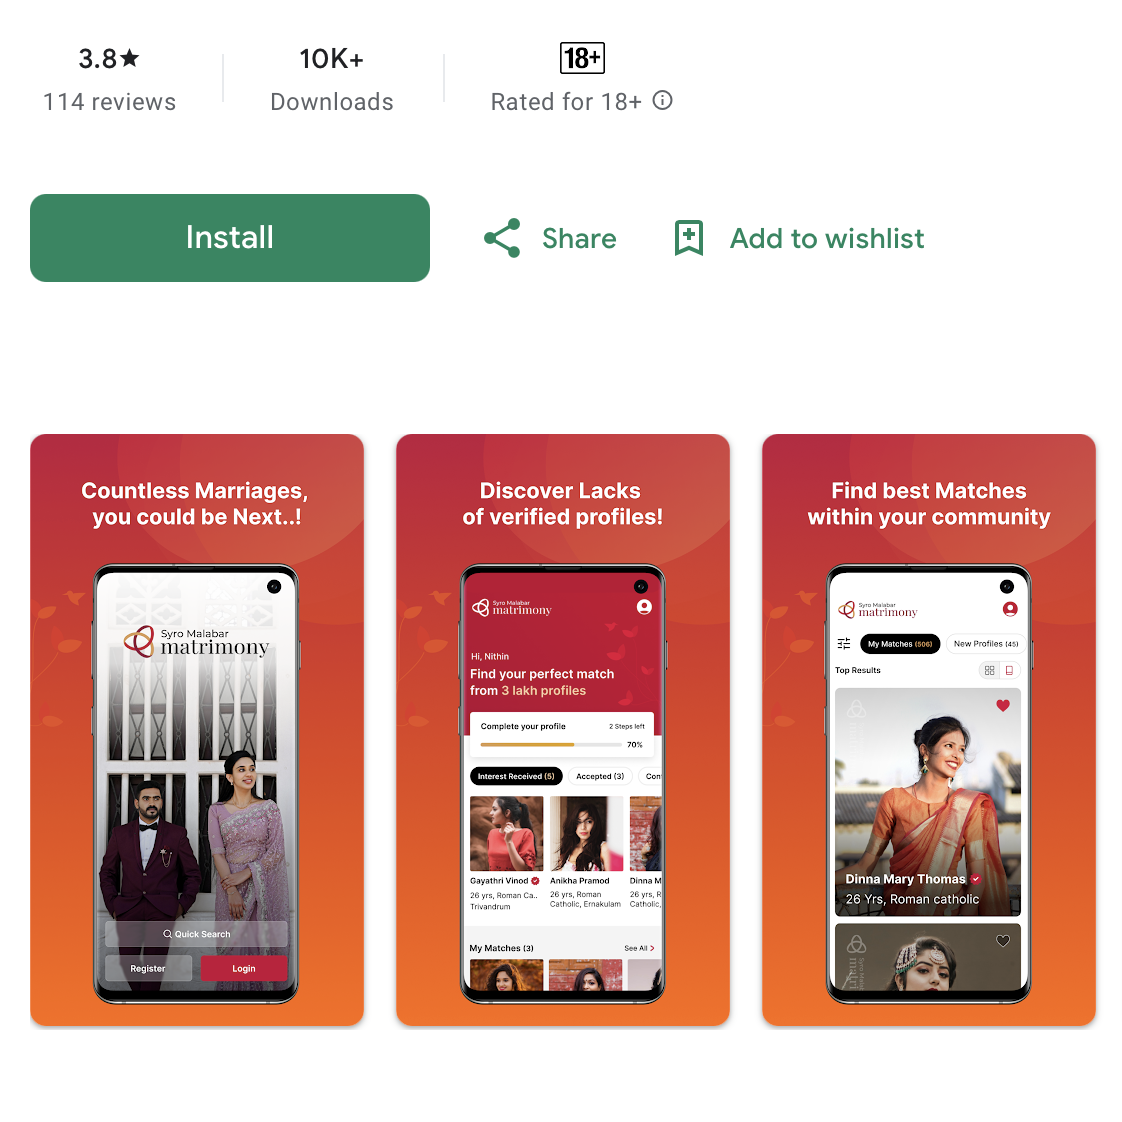 3.8★
10K+
18+
114 reviews
Downloads
Rated for 18+
Install
Share
Add to wishlist
Countless Marriages,
you could be Next..!
Syro Malabar
matrimony
Quick Search
Register
Login
Discover Lacks
of verified profiles!
Syro Malabar
matrimony
Hi, Nithin
Find your perfect match
from 3 lakh profiles
Complete your profile
2 Steps left
70%
Interest Received (5)
Accepted (3)
Con
Gayathri Vinod
26 yrs, Roman Ca..
Trivandrum
Anikha Pramod
26 yrs, Roman
Catholic, Ernakulam
Dinna M
26 yrs, R
Catholic,
My Matches (3)
See All >
Find best Matches
within your community
Syro Malabar
matrimony
My Matches (506)
New Profiles (45)
Top Results
Dinna Mary Thomas
26 Yrs, Roman catholic
Syro Malabar
matri